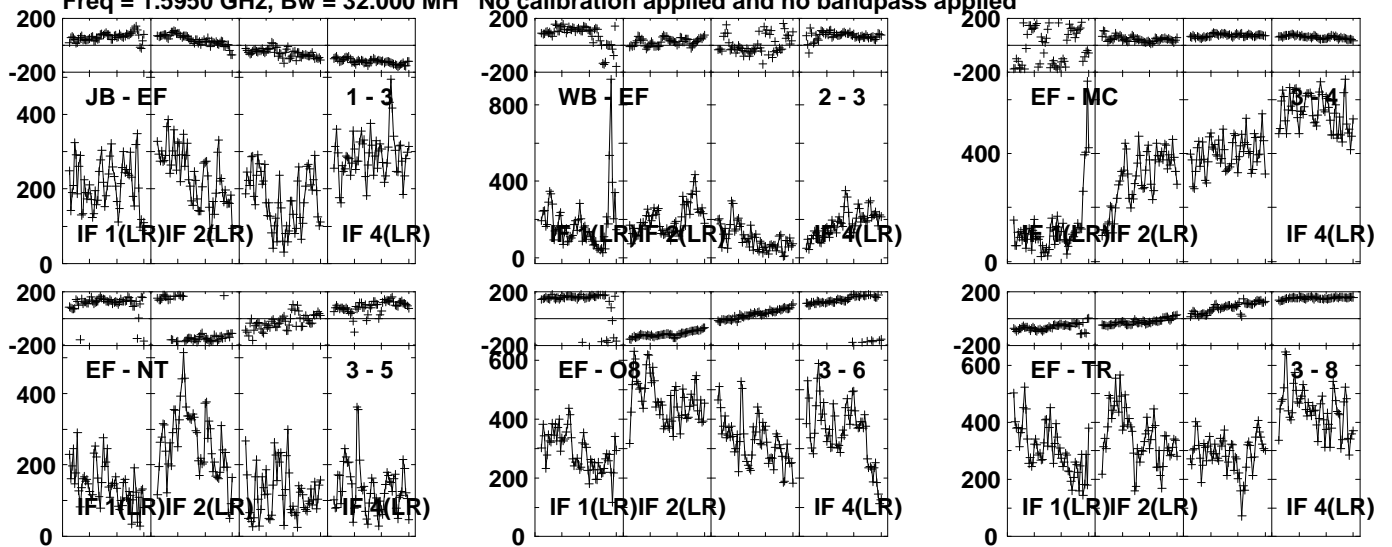 Freq = 1.5950 GHz, Bw = 32.000 MH No calibration applied and no bandpass applied
200
-200
JB - EF 1 - 3
400
300
200
100
0
IF 1(LR) IF 2(LR) IF 4(LR)
200
-200
WB - EF 2 - 3
800
600
400
200
0
IF 1(LR) IF 2(LR) IF 4(LR)
200
-200
EF - MC 3 - 4
400
200
0
IF 1(LR) IF 2(LR) IF 4(LR)
200
-200
EF - NT 3 - 5
400
200
0
IF 1(LR) IF 2(LR) IF 4(LR)
200
-200
EF - O8 3 - 6
600
400
200
0
IF 1(LR) IF 2(LR) IF 4(LR)
200
-200
EF - TR 3 - 8
600
400
300
200
0
IF 1(LR) IF 2(LR) IF 4(LR)